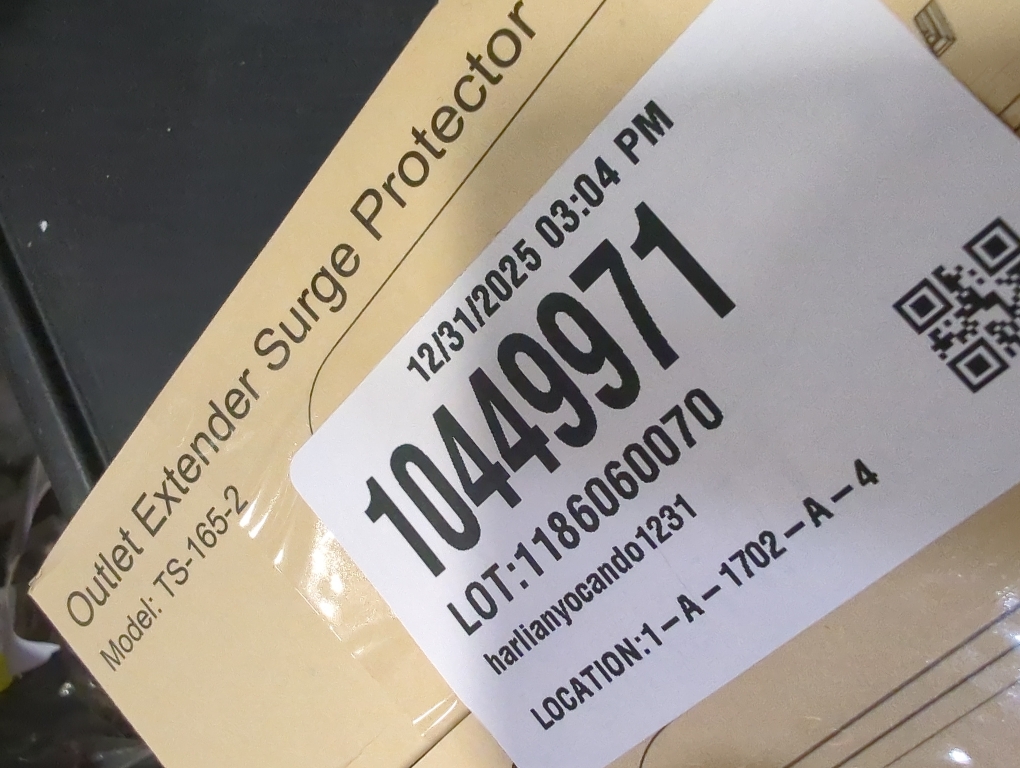 Outlet Extender Surge Protector
Model: TS-165-2
12/31/2025 03:04 PM
10449971
LOT:1186060070
harlianyocando1231
LOCATION:1-A-1702-A-4